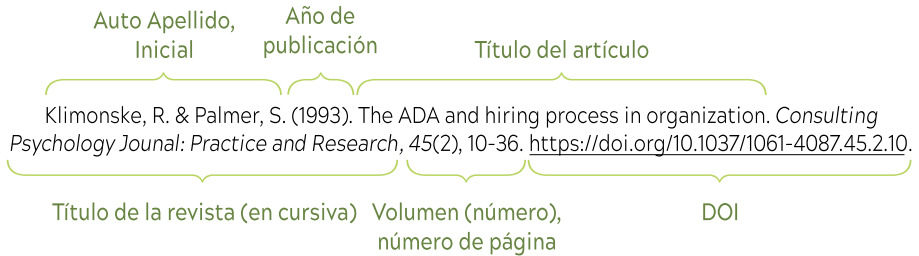 Auto Apellido,
Inicial
Año de
publicación
Título del artículo
Klimonske, R. & Palmer, S. (1993). The ADA and hiring process in organization. Consulting
Psychology Jounal: Practice and Research, 45(2), 10-36. https://doi.org/10.1037/1061-4087.45.2.10.
Título de la revista (en cursiva)
Volumen (número),
número de página
DOI